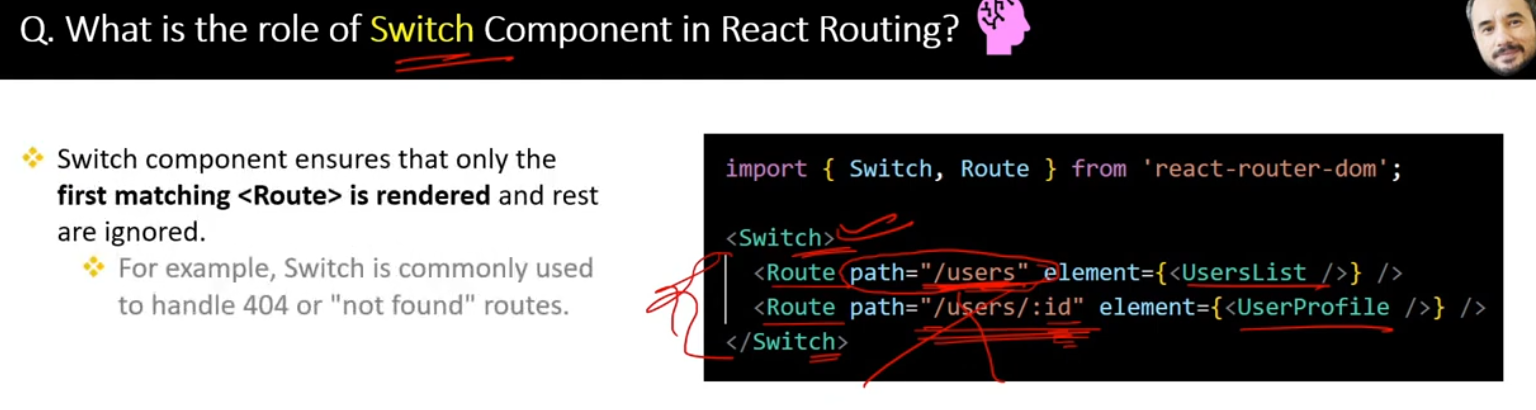 Q. What is the role of Switch Component in React Routing?
Switch component ensures that only the
first matching <Route> is rendered and rest
are ignored.
For example, Switch is commonly used
to handle 404 or "not found" routes.
import { Switch, Route } from 'react-router-dom';
<Switch>
<Route path="/users" element={<UsersList />} />
<Route path="/users/:id" element={<UserProfile />} />
</Switch>